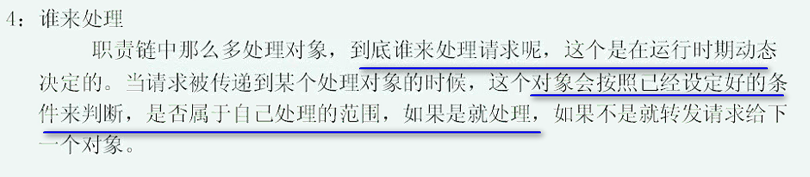 4：谁来处理
职责链中那么多处理对象，到底谁来处理请求呢，这个是在运行时期动态
决定的。当请求被传递到某个处理对象的时候，这个对象会按照已经设定好的条
件来判断，是否属于自己处理的范围，如果是就处理，如果不是就转发请求给下
一个对象。